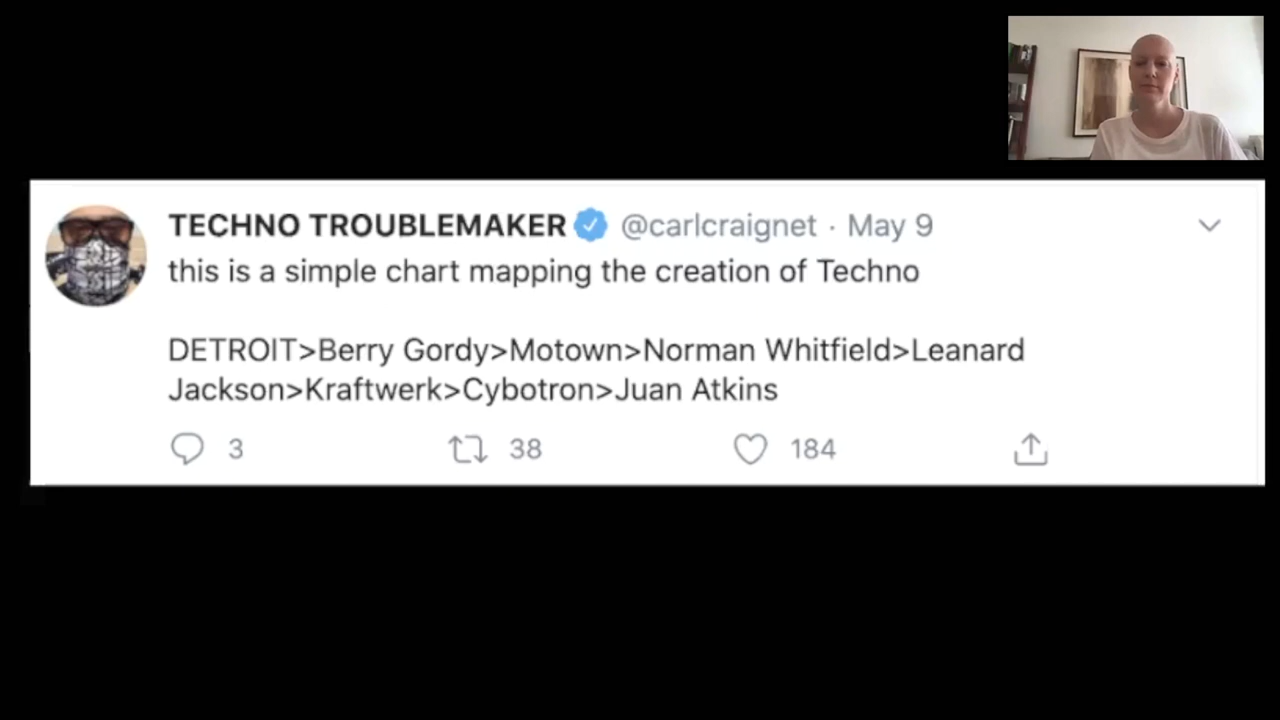 TECHNO TROUBLEMAKER @carlcraignet · May 9
this is a simple chart mapping the creation of Techno
DETROIT>Berry Gordy>Motown>Norman Whitfield>Leanard
Jackson>Kraftwerk>Cybotron>Juan Atkins
3 38 184